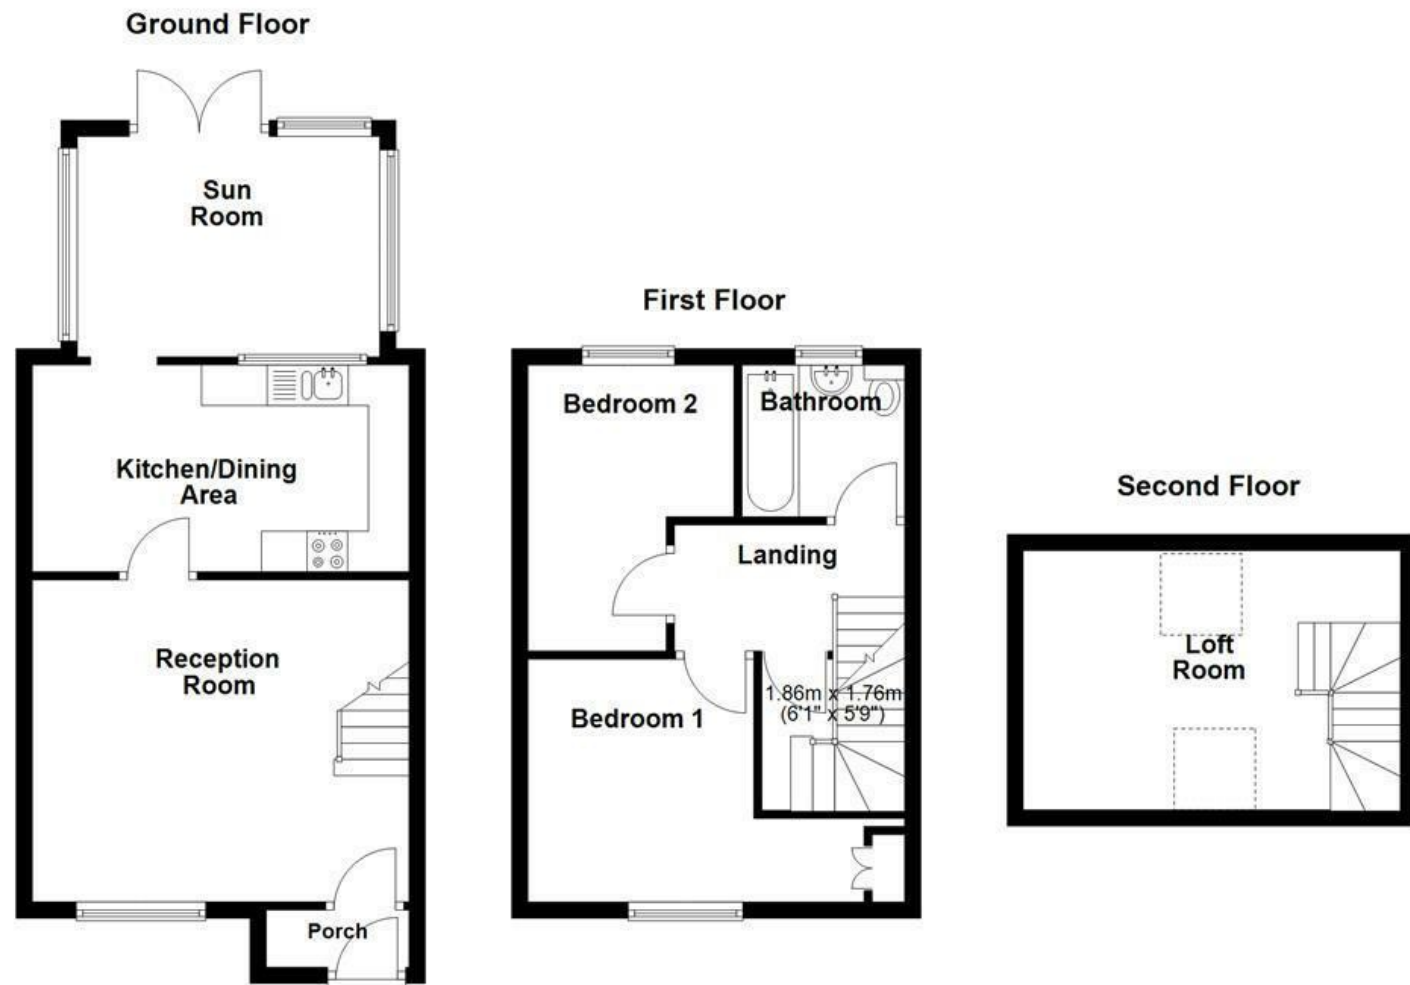 Ground Floor
Sun
Room
Kitchen/Dining
Area
Reception
Room
Porch
First Floor
Bedroom 2
Bathroom
Landing
Bedroom 1
1.86m x 1.76m
(6'1" x 5'9")
Second Floor
Loft
Room